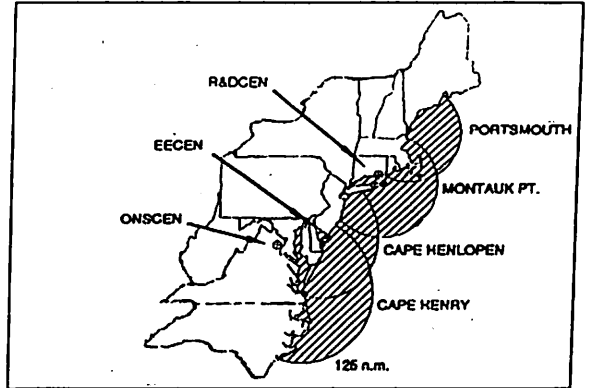 R&DCEN
PORTSMOUTH
EECEN
MONTAUK PT.
ONSCEN
CAPE HENLOPEN
CAPE HENRY
125 n.m.